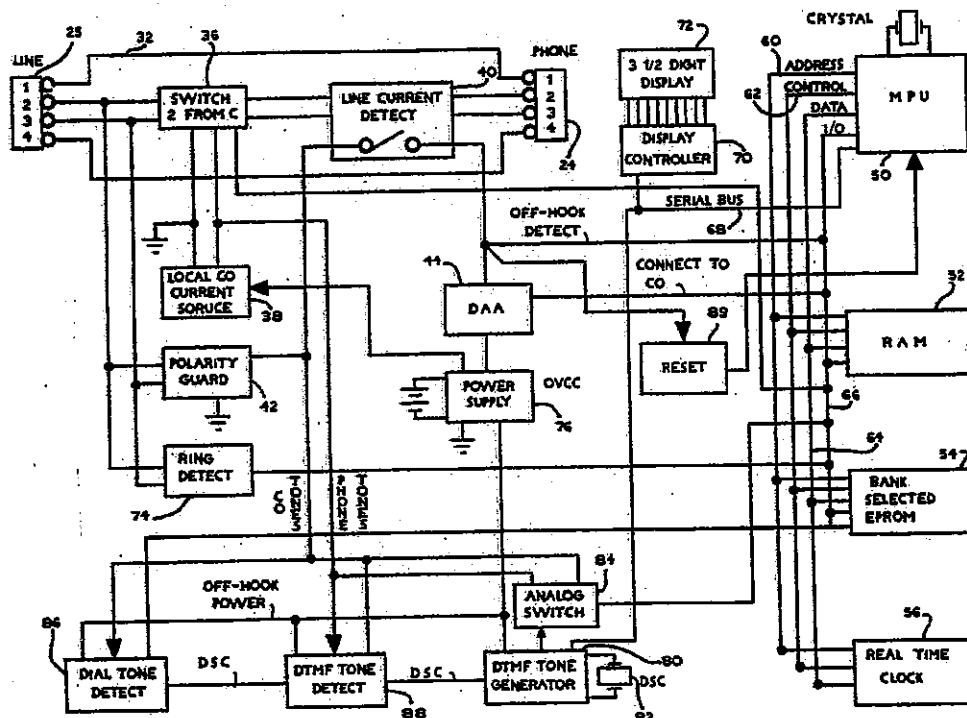 CRYSTAL
25
32
36
72
LINE
PHONE
60
1
2
3
4
SWITCH
2 FROM C
40
LINE CURRENT
DETECT
1
2
3
4
24
3 1/2 DIGIT
DISPLAY
ADDRESS
CONTROL
62
DATA
I/O
MPU
50
DISPLAY
CONTROLLER
70
SERIAL BUS
68
OFF-HOOK
DETECT
CONNECT TO
CO
LOCAL CO
CURRENT
SORUCE
38
44
DAA
89
RESET
52
RAM
POLARITY
GUARD
42
POWER
SUPPLY
OVCC
76
66
64
RING
DETECT
74
CO
TONES
PHONE
TONES
54
BANK
SELECTED
EPROM
84
ANALOG
SWITCH
OFF-HOOK
POWER
86
DIAL TONE
DETECT
DSC
DTMF TONE
DETECT
88
DSC
DTMF TONE
GENERATOR
80
DSC
82
56
REAL TIME
CLOCK